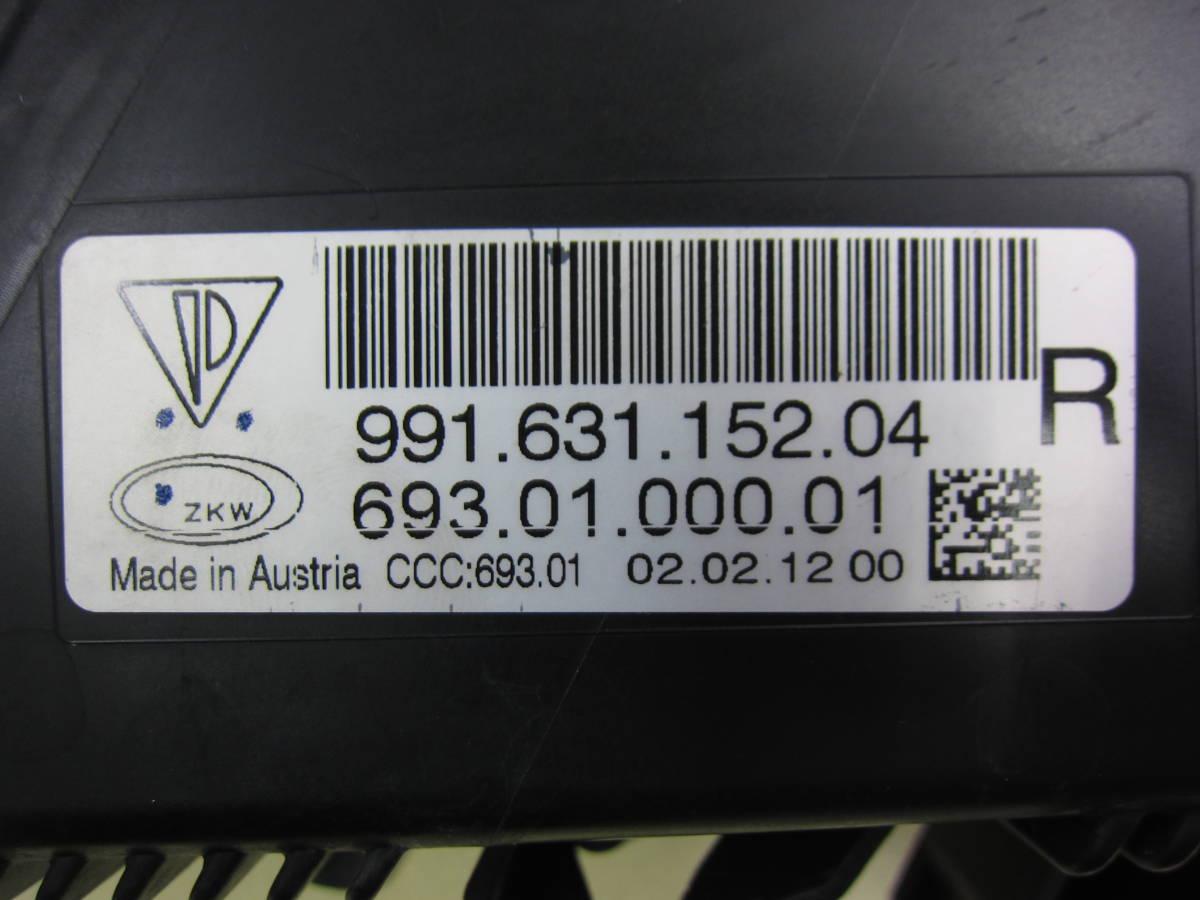 991.631.152.04
R
693.01.000.01
ZKW
Made in Austria CCC:693.01 02.02.12 00